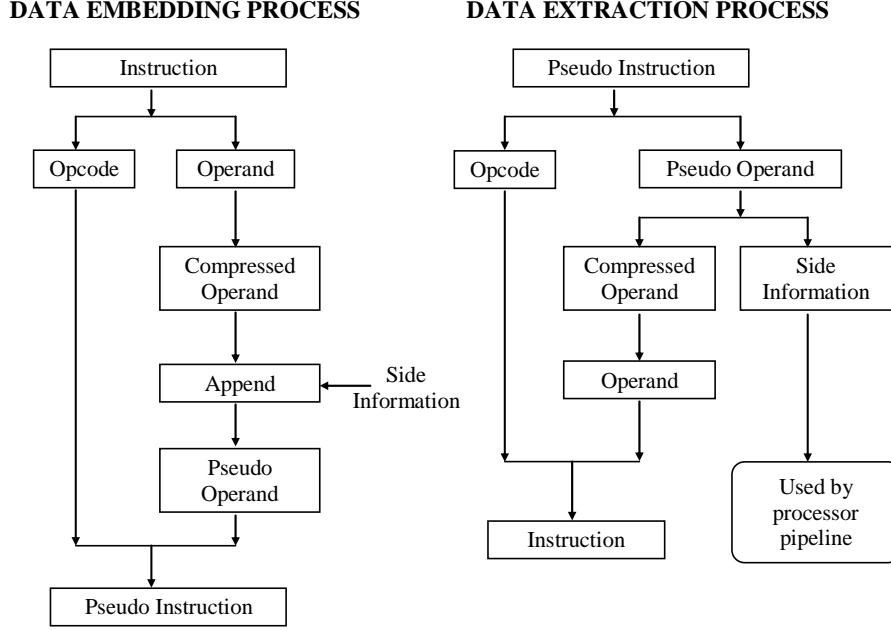 DATA EMBEDDING PROCESS
Instruction
Opcode
Operand
Compressed
Operand
Append
Side
Information
Pseudo
Operand
Pseudo Instruction
DATA EXTRACTION PROCESS
Pseudo Instruction
Opcode
Pseudo Operand
Compressed
Operand
Side
Information
Operand
Used by
processor
pipeline
Instruction